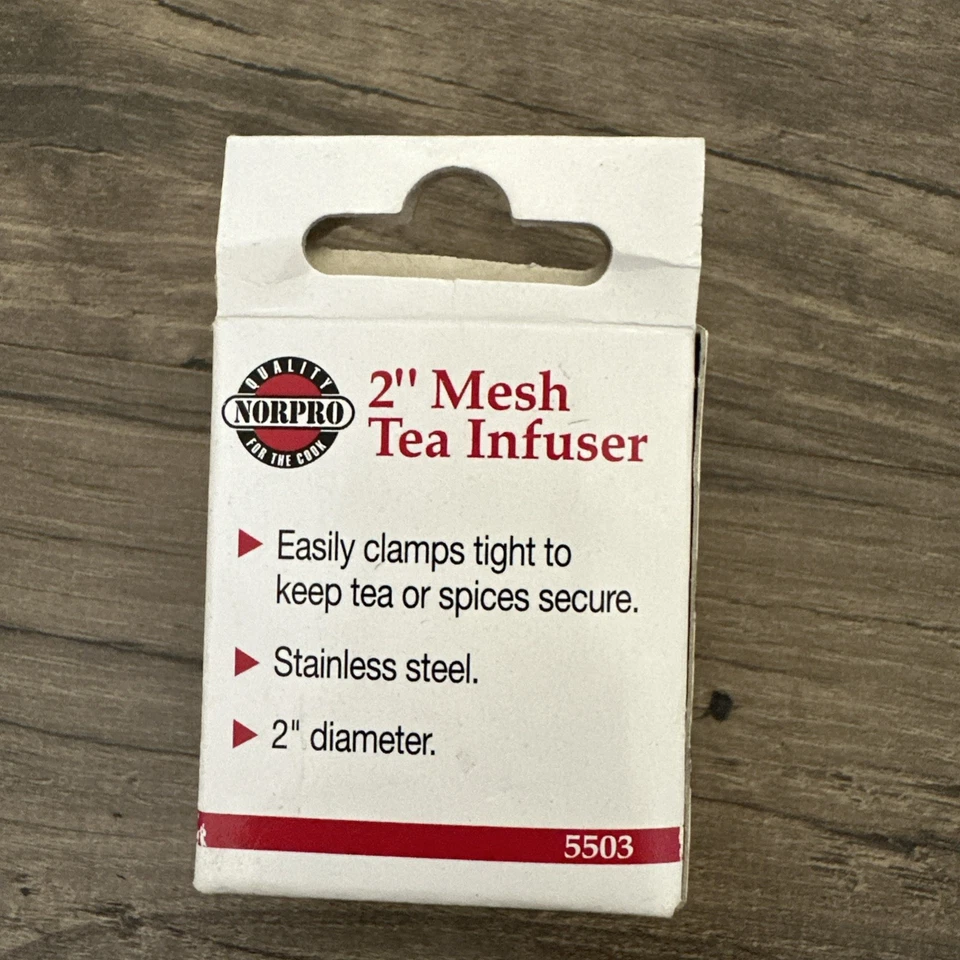 QUALITY
NORPRO
FOR THE COOK
2" Mesh
Tea Infuser
Easily clamps tight to
keep tea or spices secure.
Stainless steel.
2" diameter.
5503